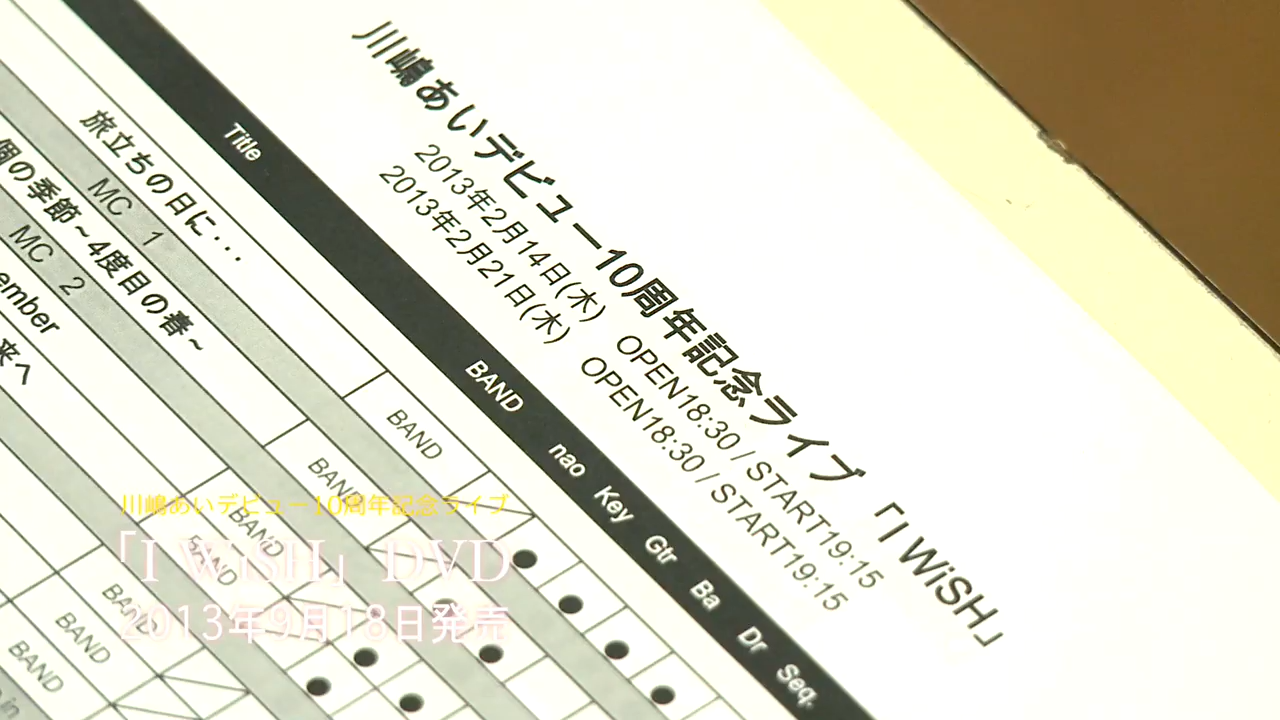 川嶋あいデビュー10周年記念ライブ 「I WiSH」
2013年2月14日(木) OPEN18:30 / START19:15
2013年2月21日(木) OPEN18:30 / START19:15
Title BAND nao Key Gtr Ba Dr Seq.
旅立ちの日に… BAND
MC 1
個の季節~4度目の春~ BAND
MC 2
ember BAND
来へ BAND
BAND
BAND
BAND
川嶋あいデビュー10周年記念ライブ
「I WiSH」 DVD
2013年9月18日発売